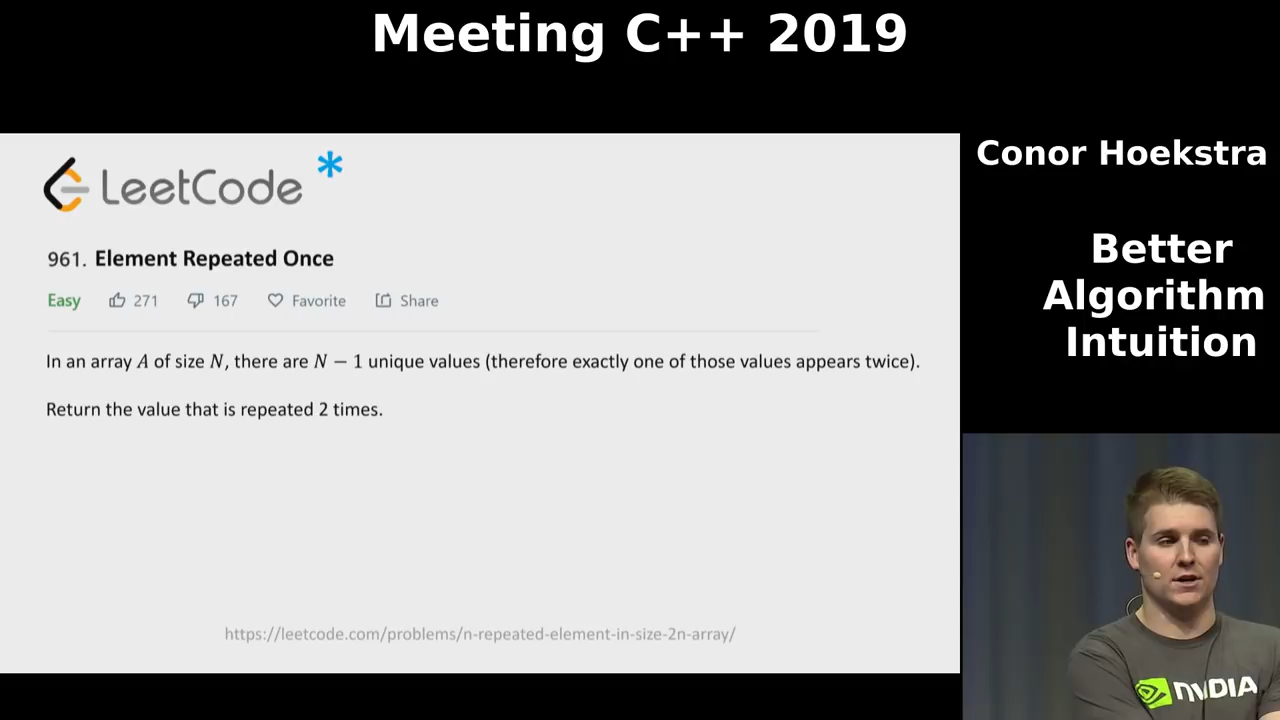 Meeting C++ 2019
LeetCode *
961. Element Repeated Once
Easy 271 167 Favorite Share
In an array A of size N, there are N − 1 unique values (therefore exactly one of those values appears twice).
Return the value that is repeated 2 times.
https://leetcode.com/problems/n-repeated-element-in-size-2n-array/
Conor Hoekstra
Better
Algorithm
Intuition
NVIDIA